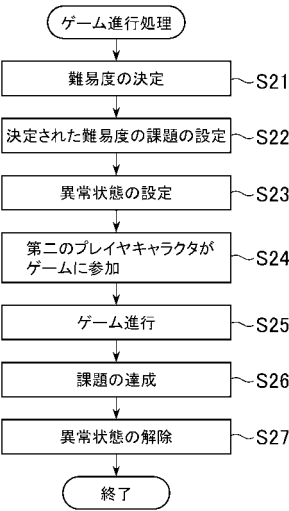 ゲーム進行処理
難易度の決定
S21
決定された難易度の課題の設定
S22
異常状態の設定
S23
第二のプレイヤキャラクタが
ゲームに参加
S24
ゲーム進行
S25
課題の達成
S26
異常状態の解除
S27
終了